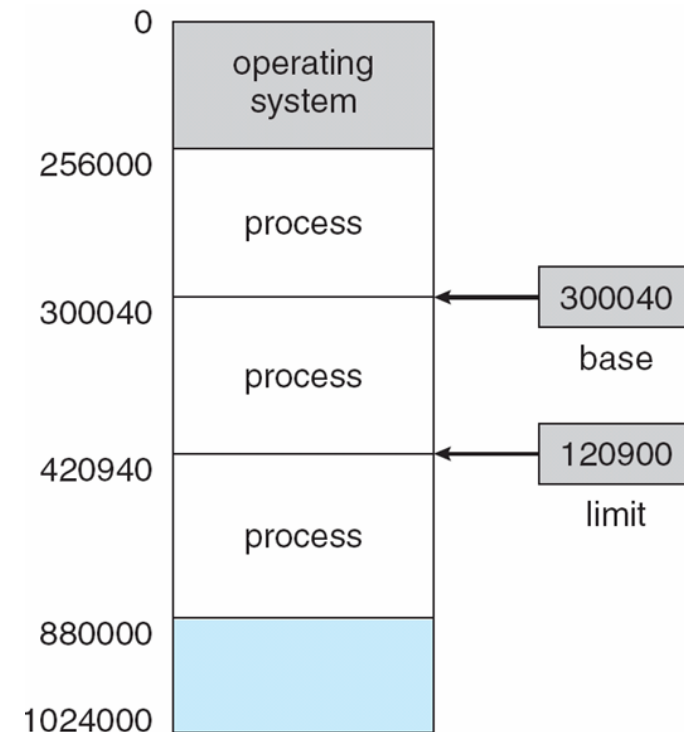 0
operating
system
256000
process
300040
base
300040
process
420940
120900
limit
process
880000
1024000